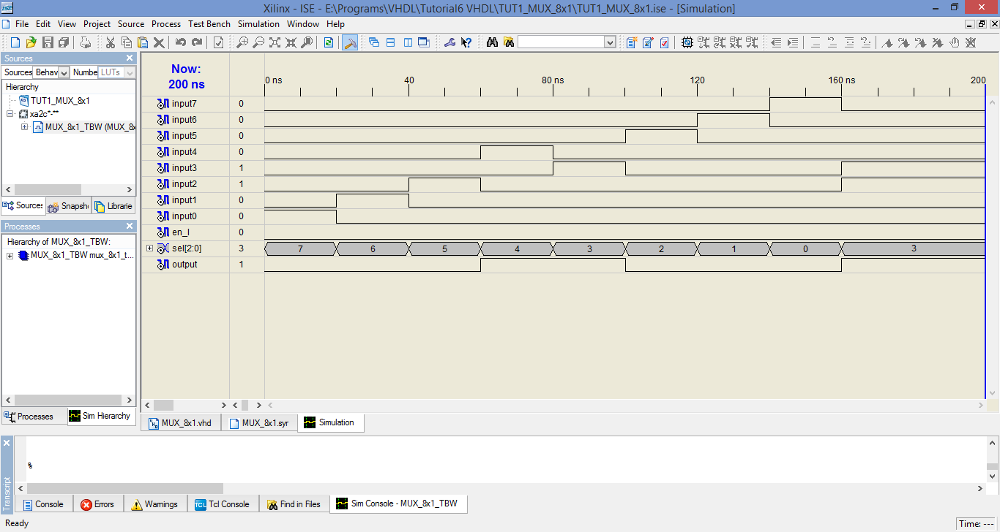 ISE Xilinx - ISE - E:\Programs\VHDL\Tutorial6 VHDL\TUT1_MUX_8x1\TUT1_MUX_8x1.ise - [Simulation]
File Edit View Project Source Process Test Bench Simulation Window Help
Sources
Sources Behav Numbe LUTs
Hierarchy
TUT1_MUX_8x1
xa2c*-**
MUX_8x1_TBW (MUX_8x
Sources Snapsh Librarie
Processes
Hierarchy of MUX_8x1_TBW:
MUX_8x1_TBW mux_8x1_t...
Processes Sim Hierarchy
Now:
200 ns
0 ns 40 80 ns 120 160 ns 200
input7 0
input6 0
input5 0
input4 0
input3 1
input2 1
input1 0
input0 0
en_l 0
sel[2:0] 3 7 6 5 4 3 2 1 0 3
output 1
MUX_8x1.vhd MUX_8x1.syr Simulation
%
Transcript
Console Errors Warnings TCL Tcl Console Find in Files Sim Console - MUX_8x1_TBW
Ready Time: ---